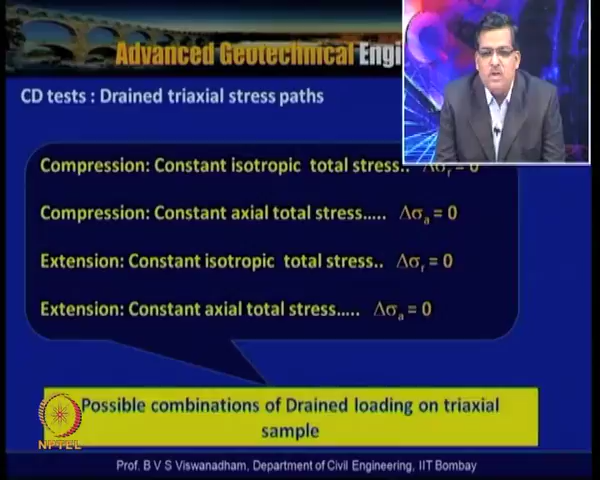 Advanced Geotechnical Engi
CD tests : Drained triaxial stress paths
Compression: Constant isotropic total stress.. Δσr = 0
Compression: Constant axial total stress..... Δσa = 0
Extension: Constant isotropic total stress.. Δσr = 0
Extension: Constant axial total stress..... Δσa = 0
Possible combinations of Drained loading on triaxial
sample
NPTEL
Prof. B V S Viswanadham, Department of Civil Engineering, IIT Bombay